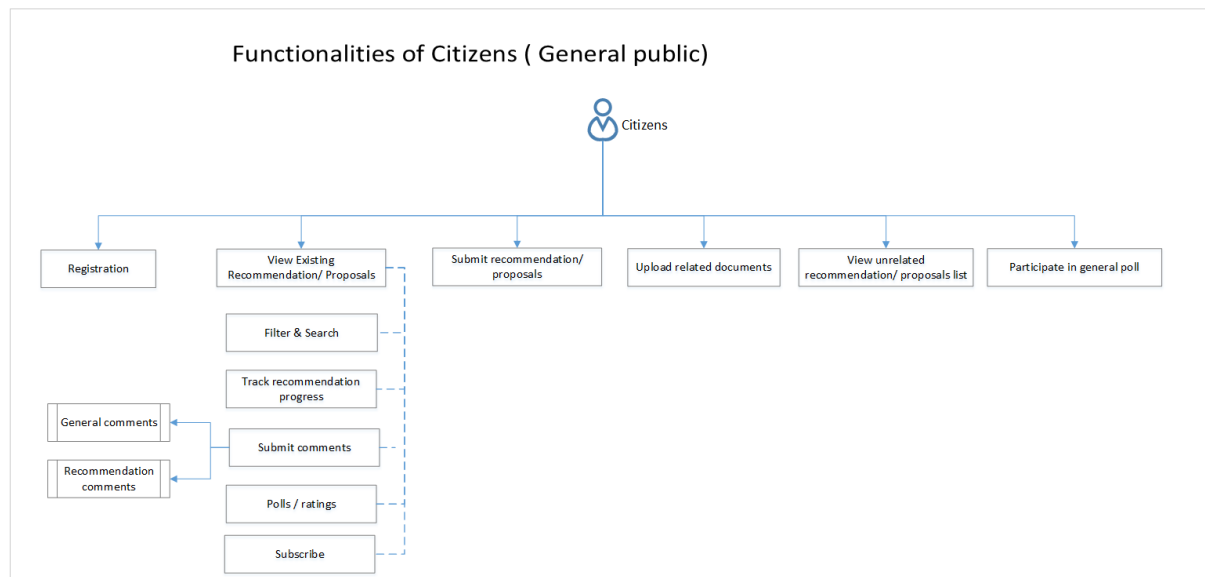 Functionalities of Citizens ( General public)
Citizens
Registration
View Existing
Recommendation/ Proposals
Submit recommendation/
proposals
Upload related documents
View unrelated
recommendation/ proposals list
Participate in general poll
Filter & Search
Track recommendation
progress
General comments
Submit comments
Recommendation
comments
Polls / ratings
Subscribe